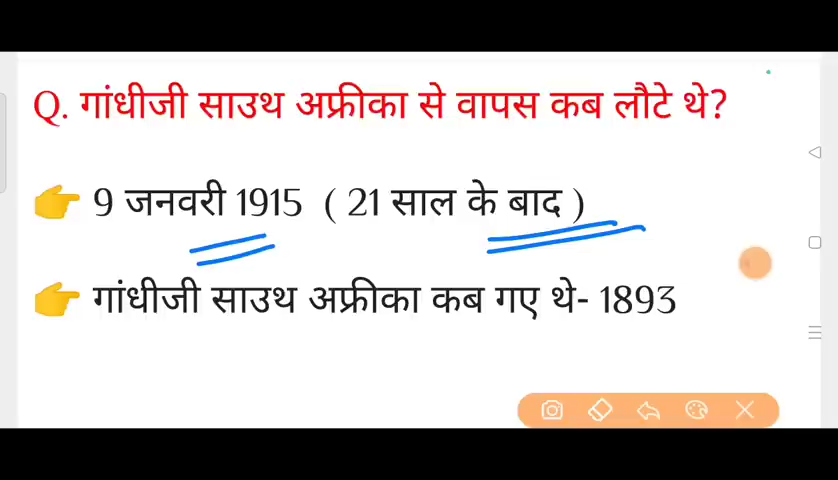 Q. गांधीजी साउथ अफ्रीका से वापस कब लौटे थे?
👉 9 जनवरी 1915 ( 21 साल के बाद )
👉 गांधीजी साउथ अफ्रीका कब गए थे- 1893